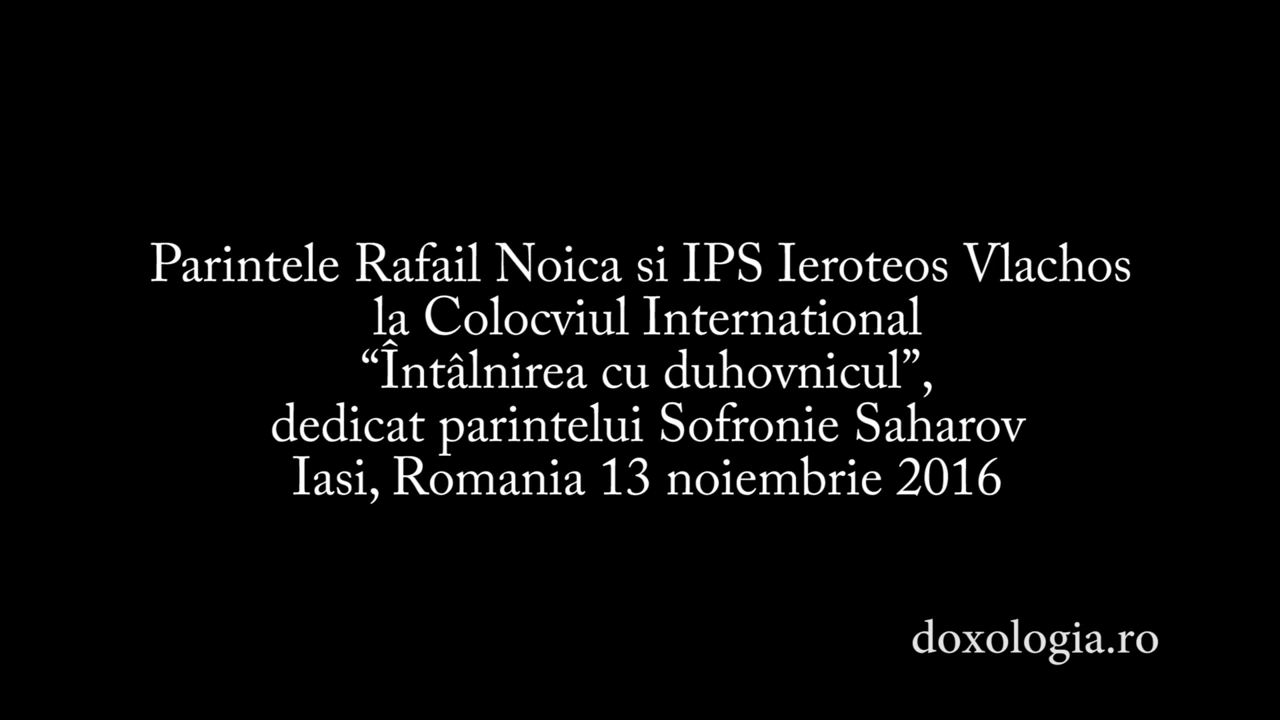 Parintele Rafail Noica si IPS Ieroteos Vlachos
la Colocviul International
“Întâlnirea cu duhovnicul”,
dedicat parintelui Sofronie Saharov
Iasi, Romania 13 noiembrie 2016
doxologia.ro